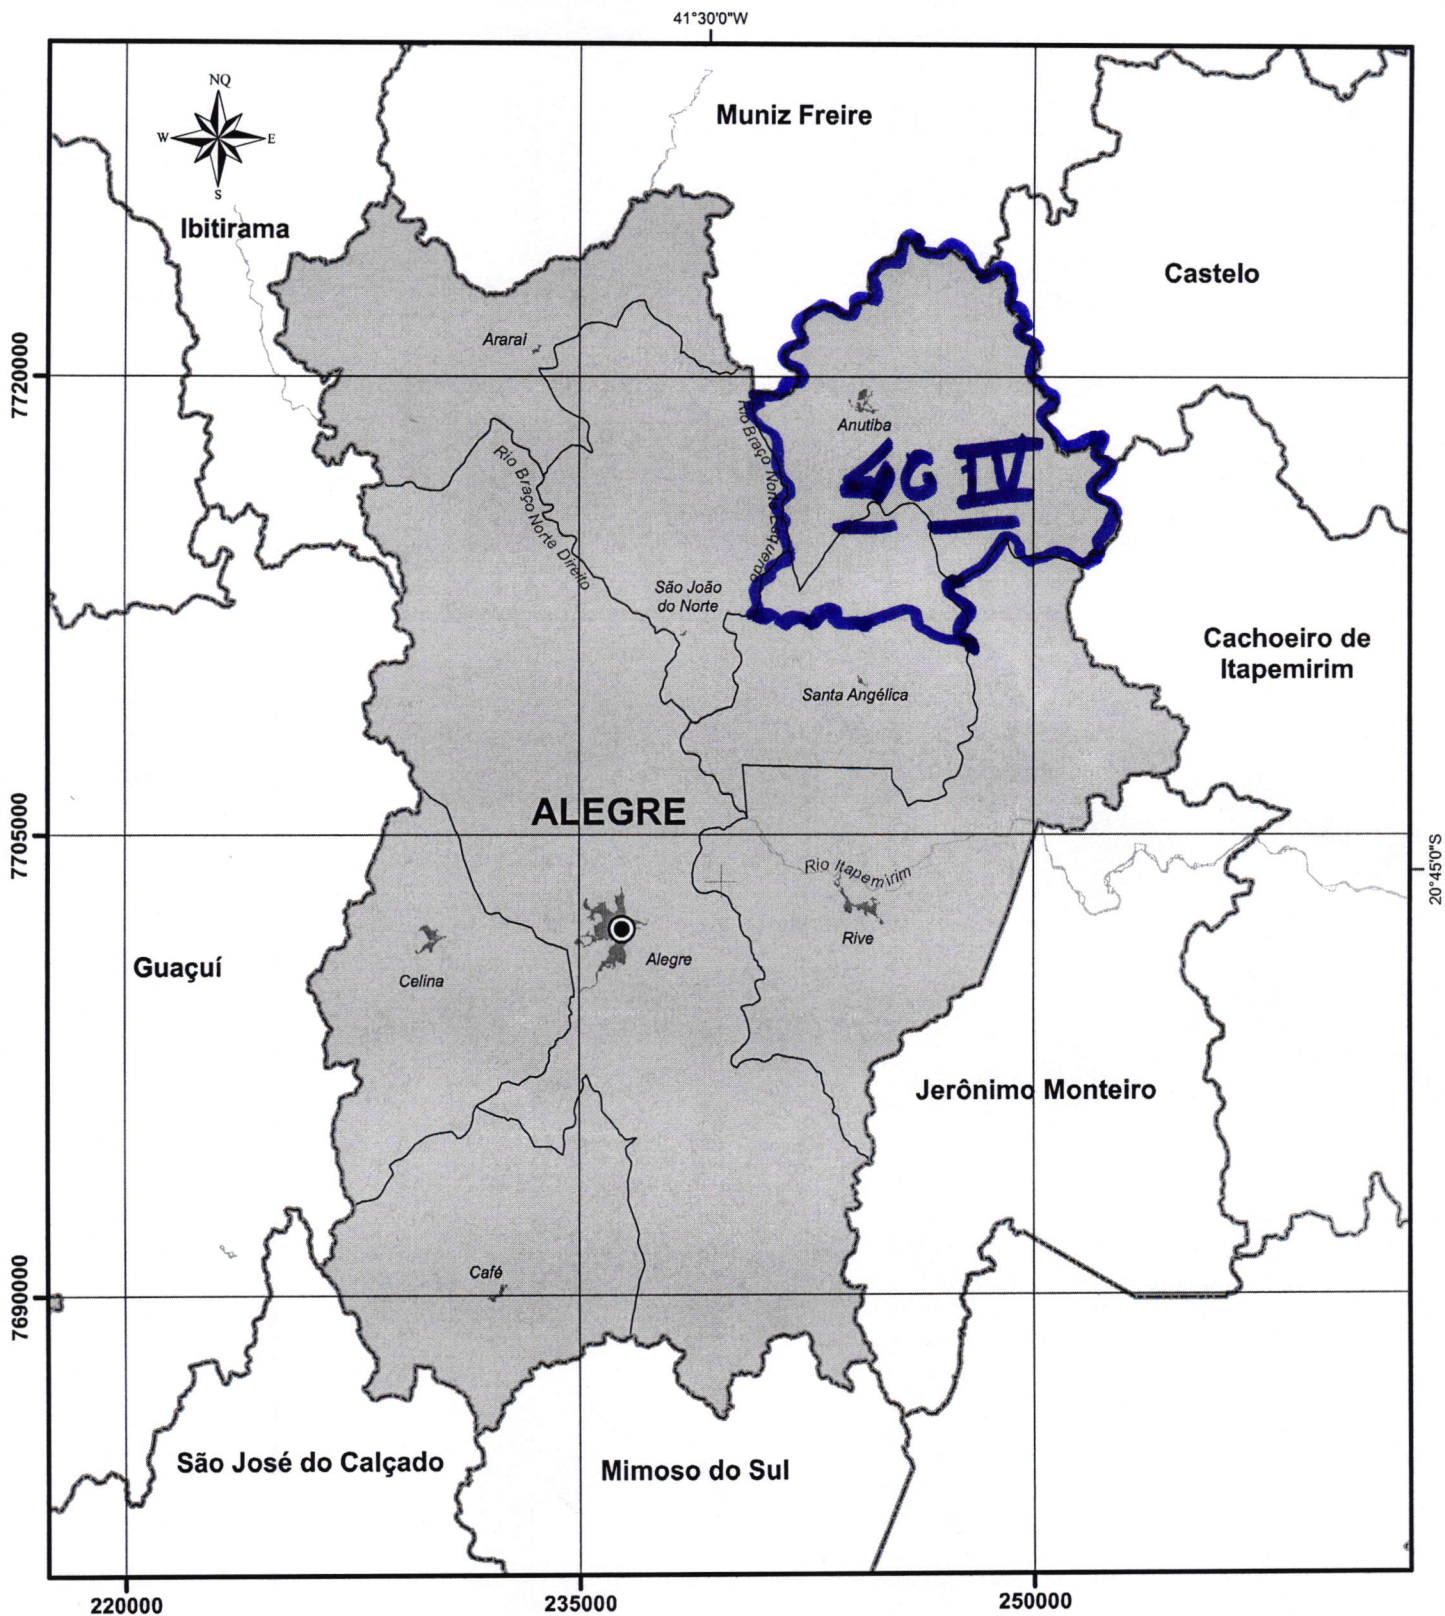 41°30'0"W
NQ
W
E
S
Muniz Freire
Ibitirama
Castelo
Ararai
7720000
Anutiba
Rio Braço Norte Esquerdo
Rio Braço Norte Direito
4G IV
São João
do Norte
Cachoeiro de
Itapemirim
Santa Angélica
ALEGRE
7705000
20°45'0"S
Rio Itapemirim
Rive
Alegre
Guaçuí
Celina
Jerônimo Monteiro
Café
7690000
São José do Calçado
Mimoso do Sul
220000
235000
250000